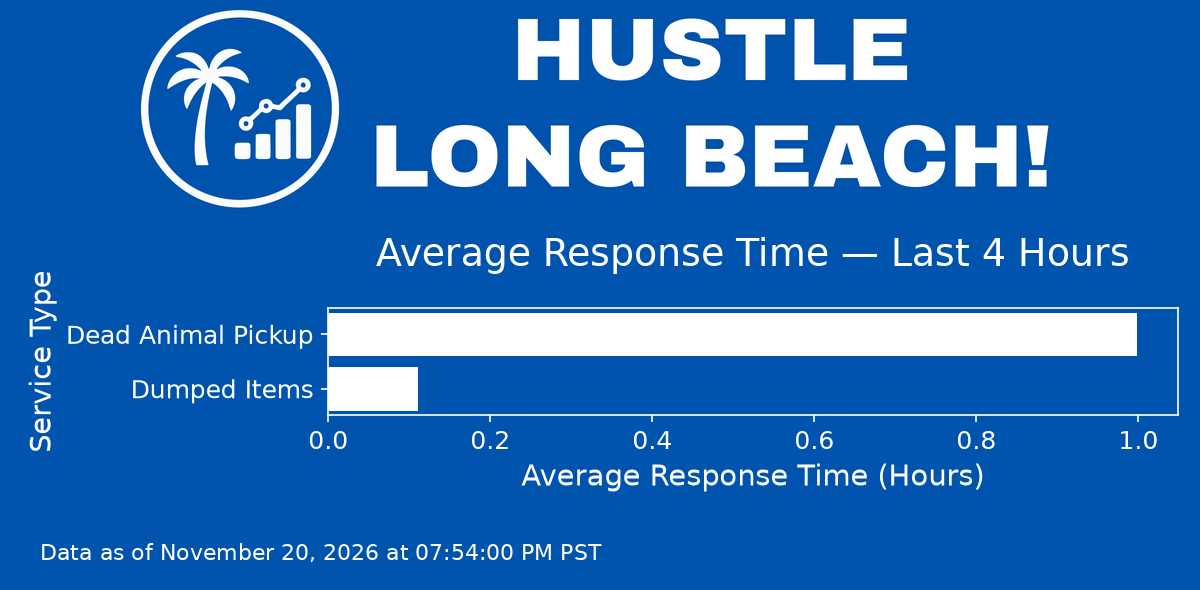 HUSTLE
LONG BEACH!
Average Response Time — Last 4 Hours
Service Type
Dead Animal Pickup
Dumped Items
0.0 0.2 0.4 0.6 0.8 1.0
Average Response Time (Hours)
Data as of November 20, 2026 at 07:54:00 PM PST